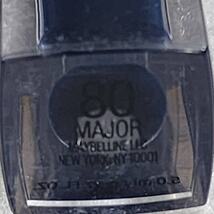 80
MAJOR
MAYBELLINE LLC
NEW YORK, NY 10001